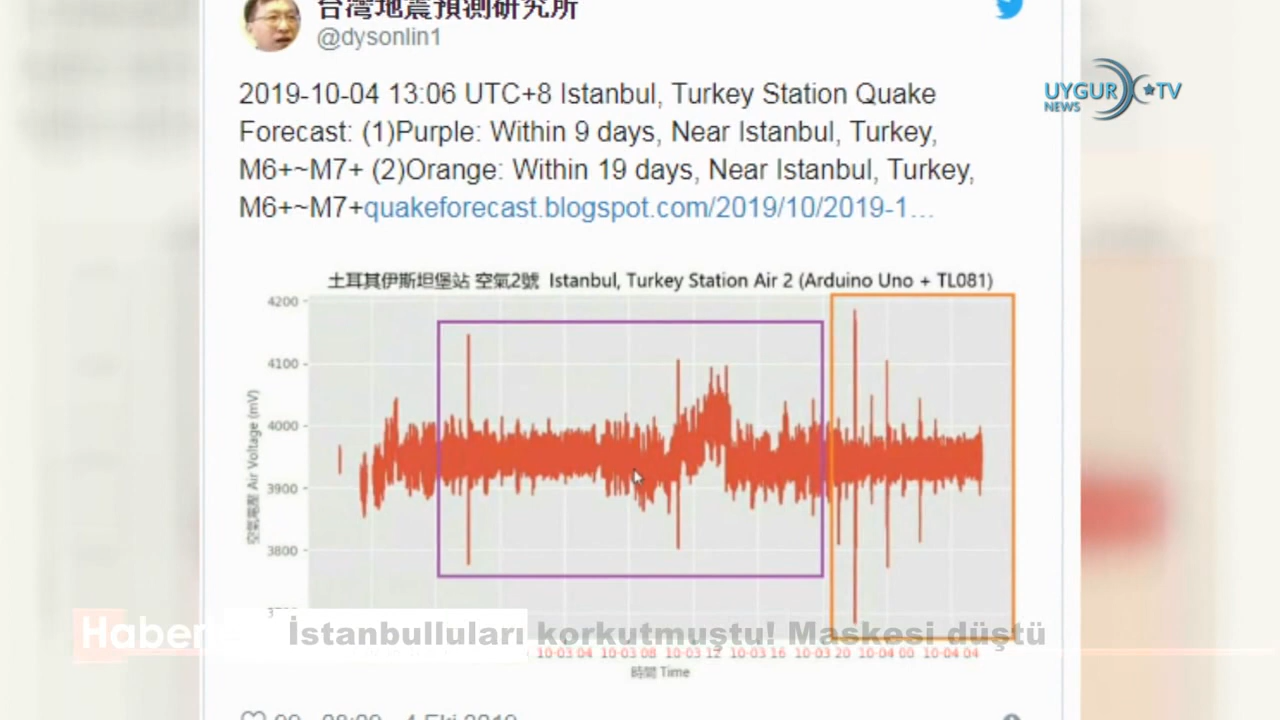 台灣地震預測研究所
@dysonlin1
UYGUR TV
NEWS
2019-10-04 13:06 UTC+8 Istanbul, Turkey Station Quake
Forecast: (1)Purple: Within 9 days, Near Istanbul, Turkey,
M6+~M7+ (2)Orange: Within 19 days, Near Istanbul, Turkey,
M6+~M7+quakeforecast.blogspot.com/2019/10/2019-1…
土耳其伊斯坦堡站 空氣2號 Istanbul, Turkey Station Air 2 (Arduino Uno + TL081)
4200
4100
4000
3900
3800
空氣電壓 Air Voltage (mV)
Haber
İstanbulluları korkutmuştu! Maskesi düştü
10-03 04 10-03 08 10-03 12 10-03 16 10-03 20 10-04 00 10-04 04
時間 Time